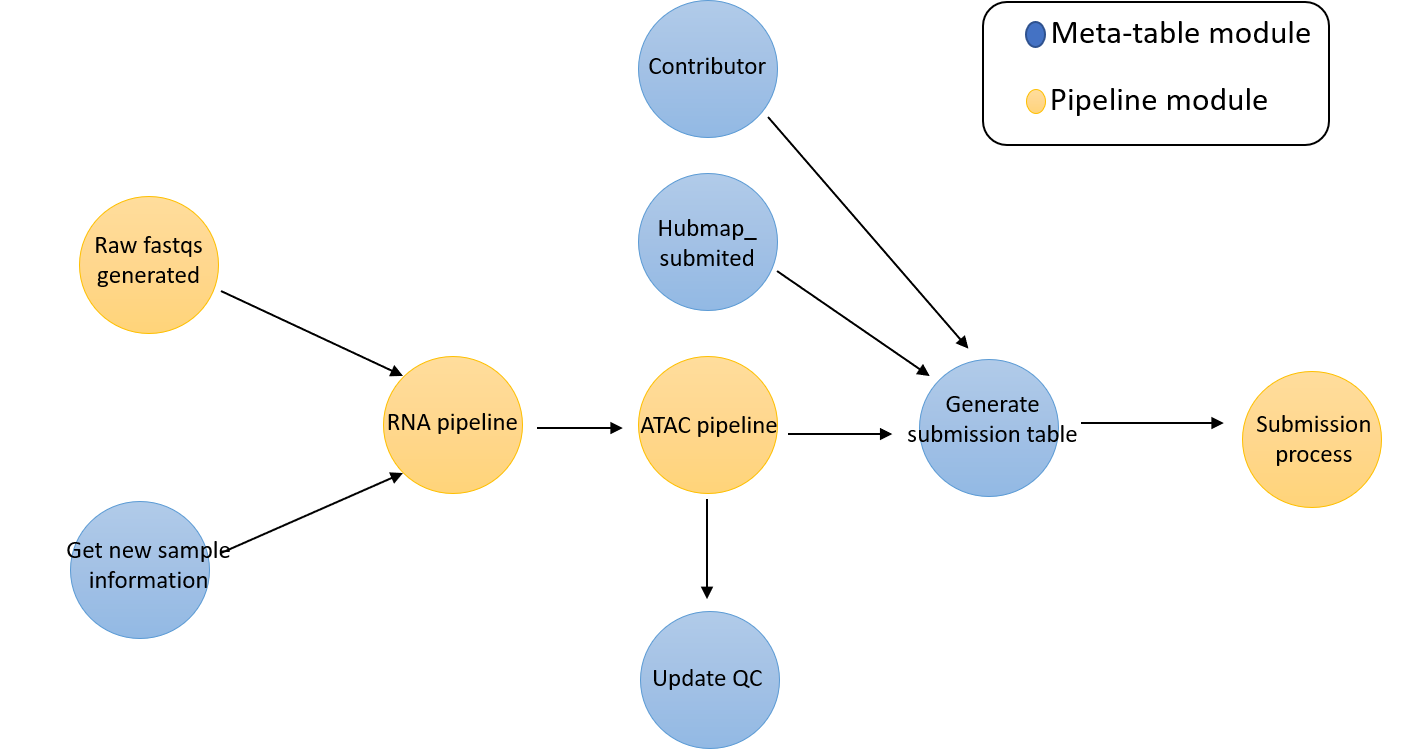 Contributor
Meta-table module
Pipeline module
Hubmap_
submited
Raw fastqs
generated
RNA pipeline
ATAC pipeline
Generate
submission table
Submission
process
Get new sample
information
Update QC